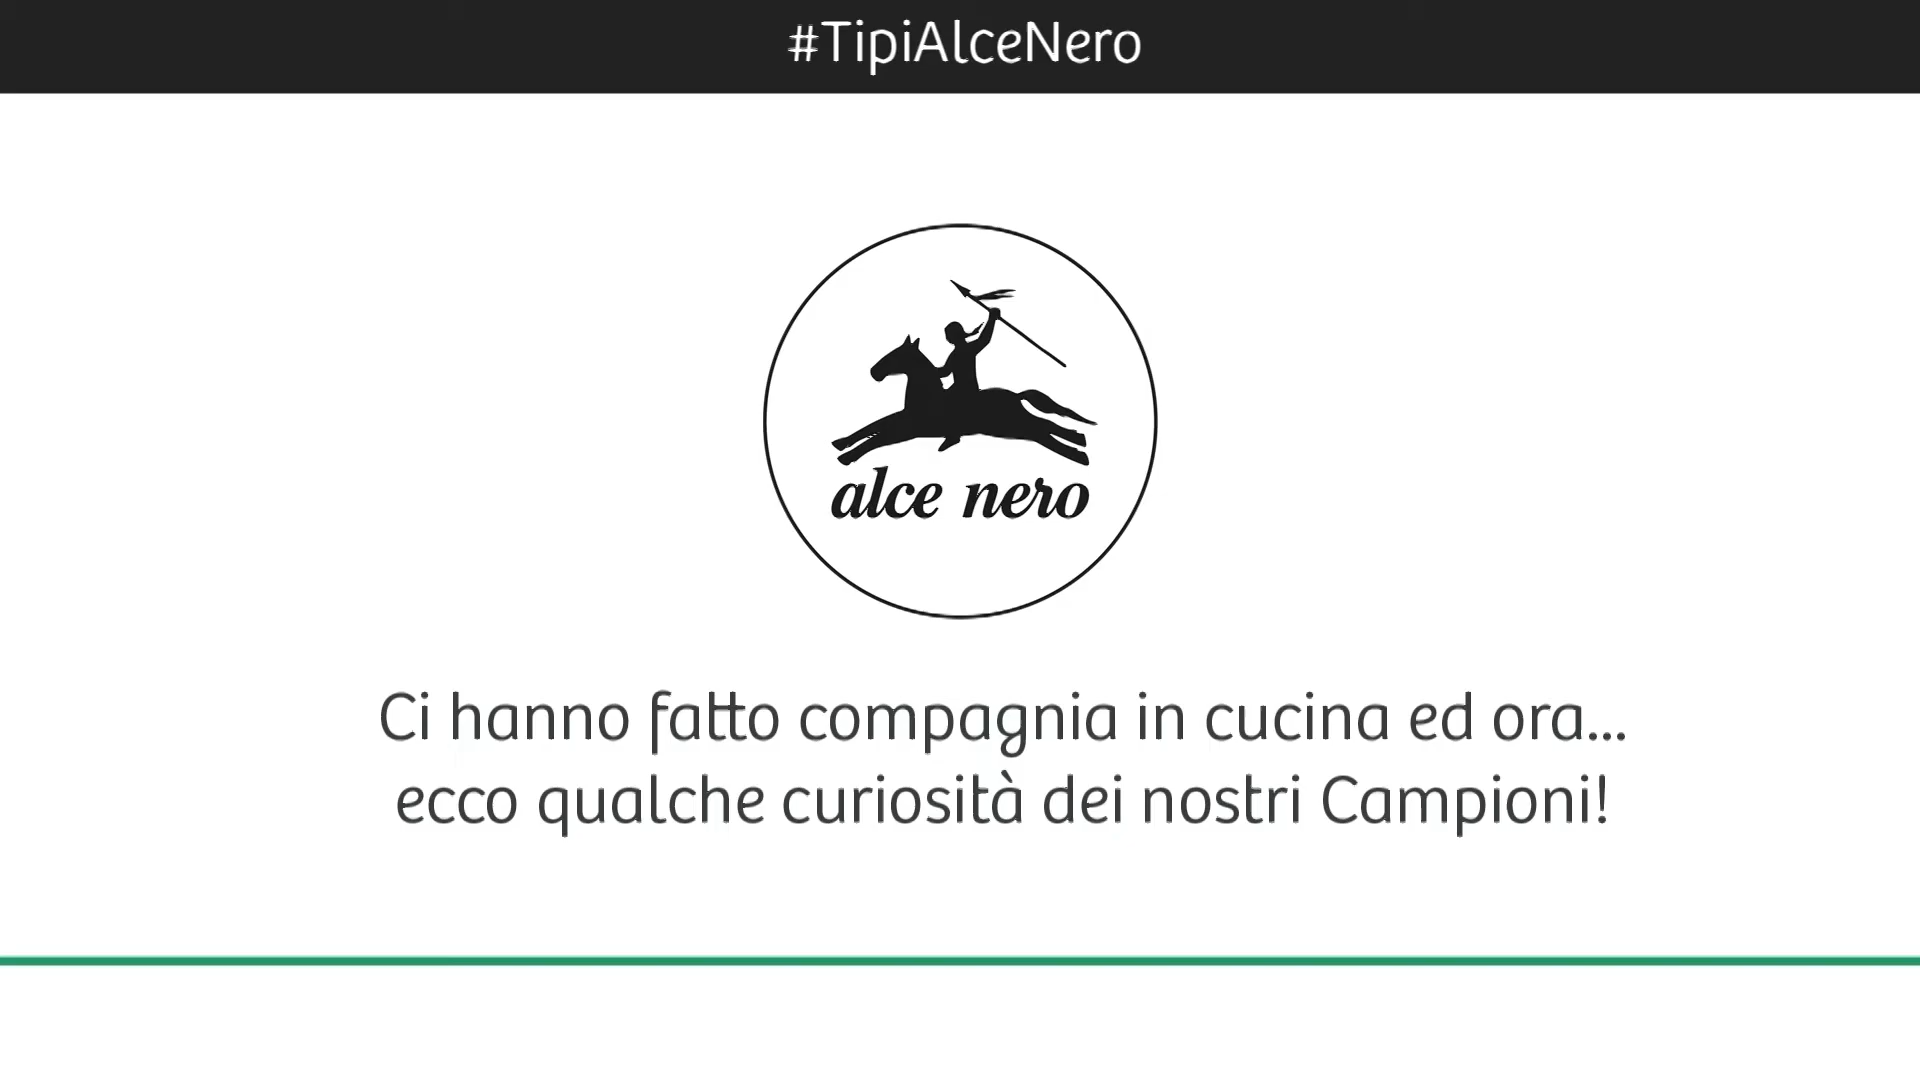 #TipiAlceNero
alce nero
Ci hanno fatto compagnia in cucina ed ora...
ecco qualche curiosità dei nostri Campioni!